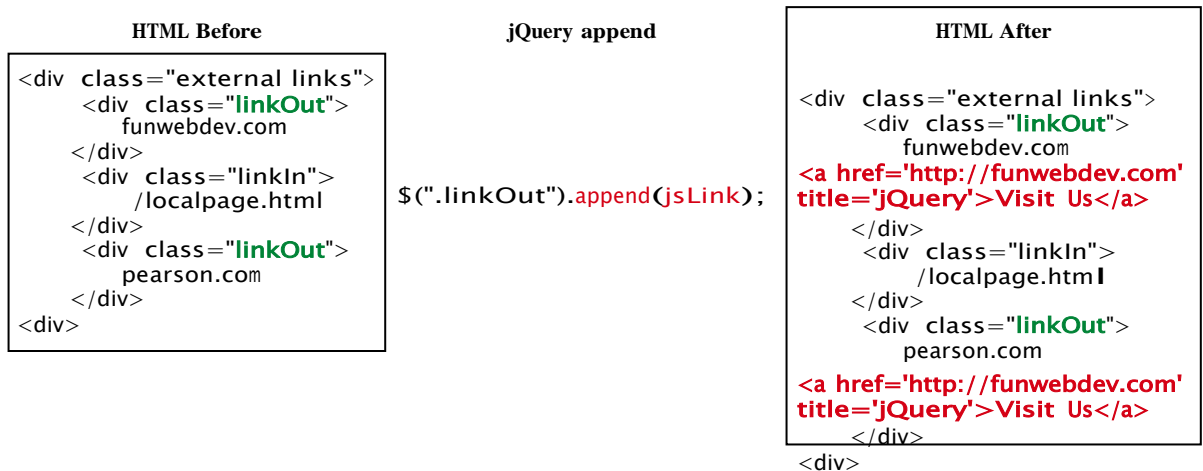 HTML Before
<div class="external links">
<div class="linkOut">
funwebdev.com
</div>
<div class="linkIn">
/localpage.html
</div>
<div class="linkOut">
pearson.com
</div>
<div>
jQuery append
$(".linkOut").append(jsLink);
HTML After
<div class="external links">
<div class="linkOut">
funwebdev.com
<a href='http://funwebdev.com'
title='jQuery'>Visit Us</a>
</div>
<div class="linkIn">
/localpage.html
</div>
<div class="linkOut">
pearson.com
<a href='http://funwebdev.com'
title='jQuery'>Visit Us</a>
</div>
<div>